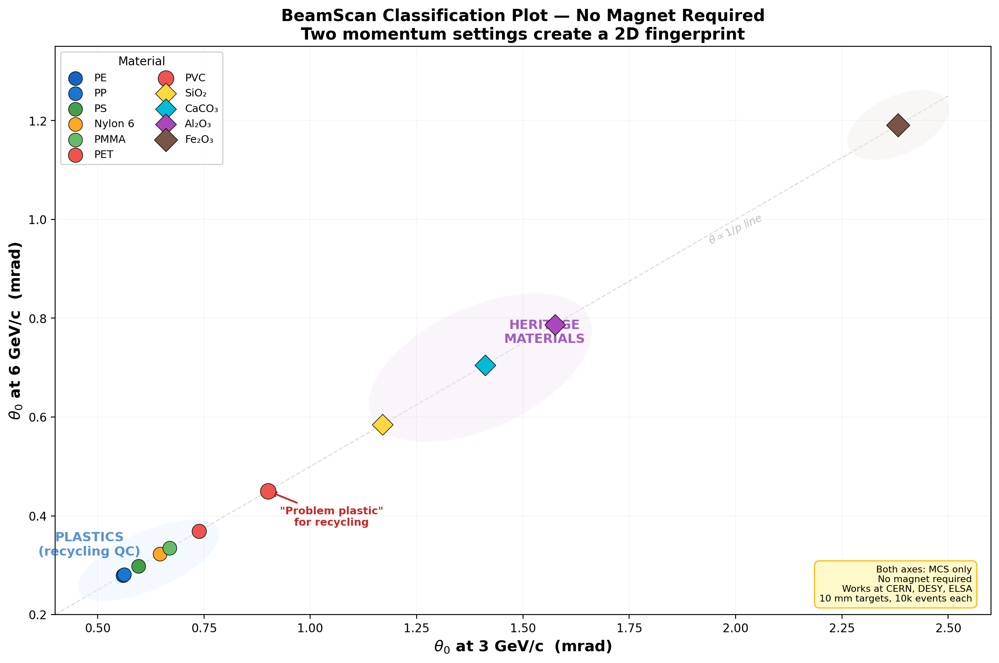 BeamScan Classification Plot — No Magnet Required
Two momentum settings create a 2D fingerprint
Material
PE
PP
PS
Nylon 6
PMMA
PET
PVC
SiO₂
CaCO₃
Al₂O₃
Fe₂O₃
θ₀ at 6 GeV/c (mrad)
1.2
1.0
0.8
0.6
0.4
0.2
θ ∝ 1/p line
HERITAGE
MATERIALS
"Problem plastic"
for recycling
PLASTICS
(recycling QC)
Both axes: MCS only
No magnet required
Works at CERN, DESY, ELSA
10 mm targets, 10k events each
0.50 0.75 1.00 1.25 1.50 1.75 2.00 2.25 2.50
θ₀ at 3 GeV/c (mrad)